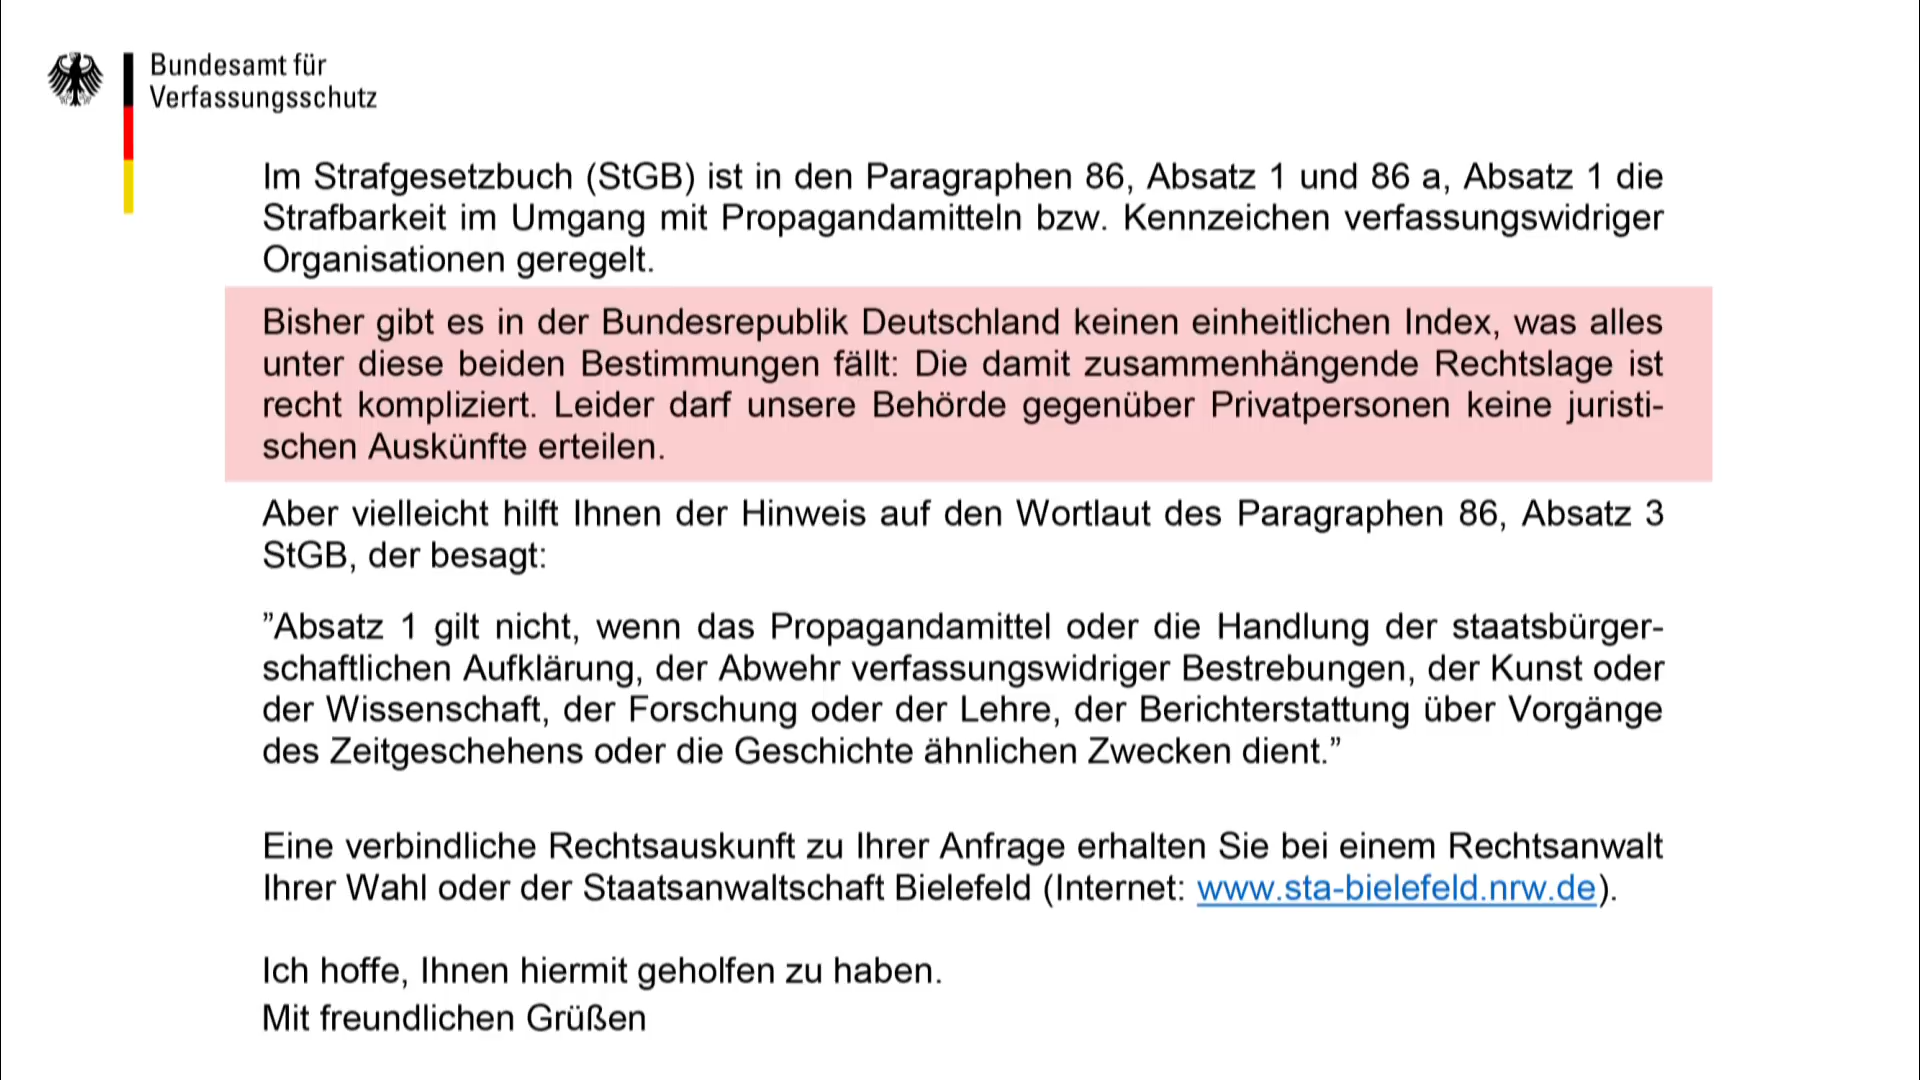 Bundesamt für
Verfassungsschutz
Im Strafgesetzbuch (StGB) ist in den Paragraphen 86, Absatz 1 und 86 a, Absatz 1 die
Strafbarkeit im Umgang mit Propagandamitteln bzw. Kennzeichen verfassungswidriger
Organisationen geregelt.
Bisher gibt es in der Bundesrepublik Deutschland keinen einheitlichen Index, was alles
unter diese beiden Bestimmungen fällt: Die damit zusammenhängende Rechtslage ist
recht kompliziert. Leider darf unsere Behörde gegenüber Privatpersonen keine juristi-
schen Auskünfte erteilen.
Aber vielleicht hilft Ihnen der Hinweis auf den Wortlaut des Paragraphen 86, Absatz 3
StGB, der besagt:
”Absatz 1 gilt nicht, wenn das Propagandamittel oder die Handlung der staatsbürger-
schaftlichen Aufklärung, der Abwehr verfassungswidriger Bestrebungen, der Kunst oder
der Wissenschaft, der Forschung oder der Lehre, der Berichterstattung über Vorgänge
des Zeitgeschehens oder die Geschichte ähnlichen Zwecken dient.”
Eine verbindliche Rechtsauskunft zu Ihrer Anfrage erhalten Sie bei einem Rechtsanwalt
Ihrer Wahl oder der Staatsanwaltschaft Bielefeld (Internet: www.sta-bielefeld.nrw.de).
Ich hoffe, Ihnen hiermit geholfen zu haben.
Mit freundlichen Grüßen